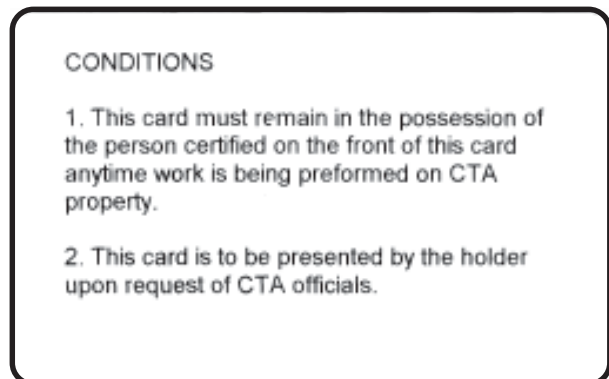 CONDITIONS
1. This card must remain in the possession of
the person certified on the front of this card
anytime work is being preformed on CTA
property.
2. This card is to be presented by the holder
upon request of CTA officials.